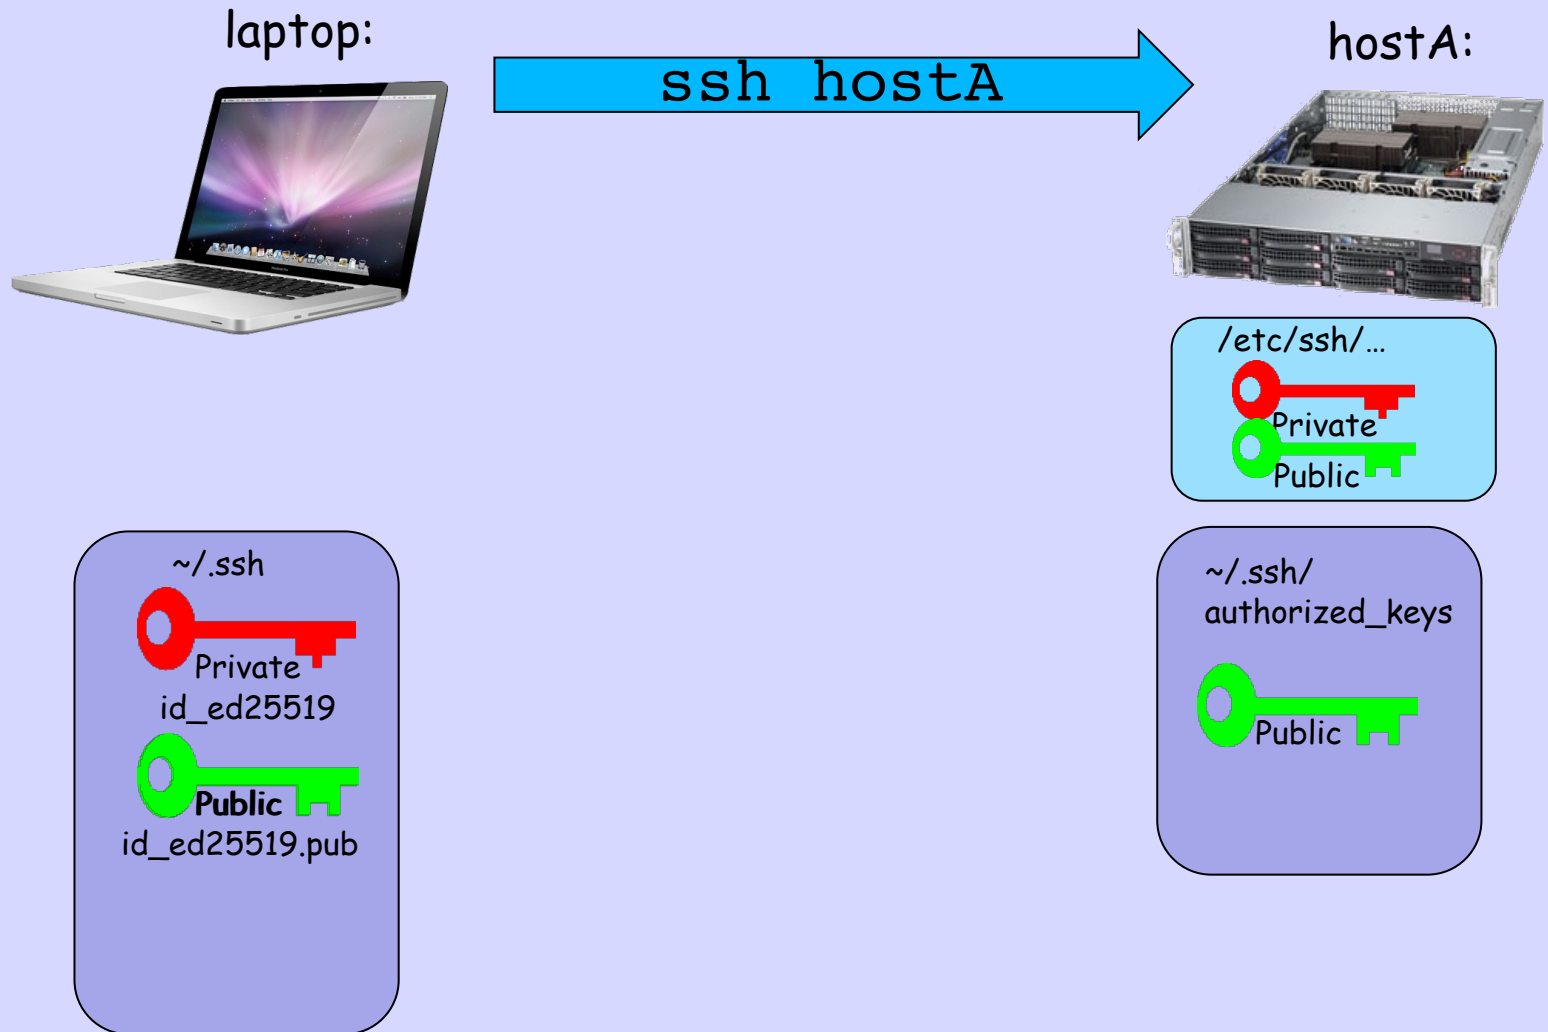 laptop:
ssh hostA
hostA:
/etc/ssh/…
Private
Public
~/.ssh
Private
id_ed25519
Public
id_ed25519.pub
~/.ssh/
authorized_keys
Public